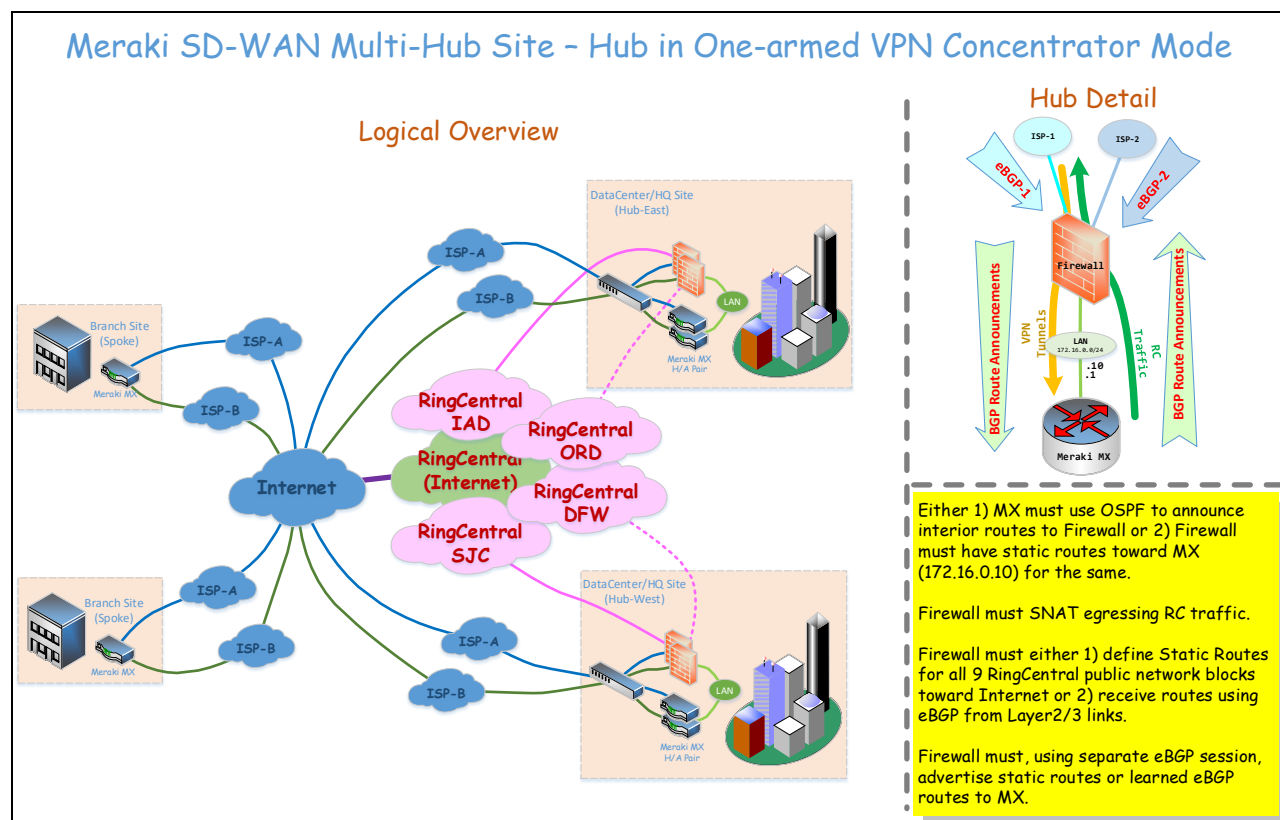 Meraki SD-WAN Multi-Hub Site – Hub in One-armed VPN Concentrator Mode
Logical Overview
DataCenter/HQ Site
(Hub-East)
ISP-A
ISP-B
LAN
Meraki MX
H/A Pair
Branch Site
(Spoke)
Meraki MX
ISP-A
ISP-B
Internet
RingCentral
IAD
RingCentral
ORD
RingCentral
(Internet)
RingCentral
DFW
RingCentral
SJC
Branch Site
(Spoke)
Meraki MX
ISP-A
ISP-B
DataCenter/HQ Site
(Hub-West)
ISP-A
ISP-B
LAN
Meraki MX
H/A Pair
Hub Detail
ISP-1
ISP-2
eBGP-1
eBGP-2
Firewall
BGP Route Announcements
VPN
Tunnels
LAN
172.16.0.0/24
.10
.1
RC
Traffic
BGP Route Announcements
Meraki MX
Either 1) MX must use OSPF to announce
interior routes to Firewall or 2) Firewall
must have static routes toward MX
(172.16.0.10) for the same.
Firewall must SNAT egressing RC traffic.
Firewall must either 1) define Static Routes
for all 9 RingCentral public network blocks
toward Internet or 2) receive routes using
eBGP from Layer2/3 links.
Firewall must, using separate eBGP session,
advertise static routes or learned eBGP
routes to MX.